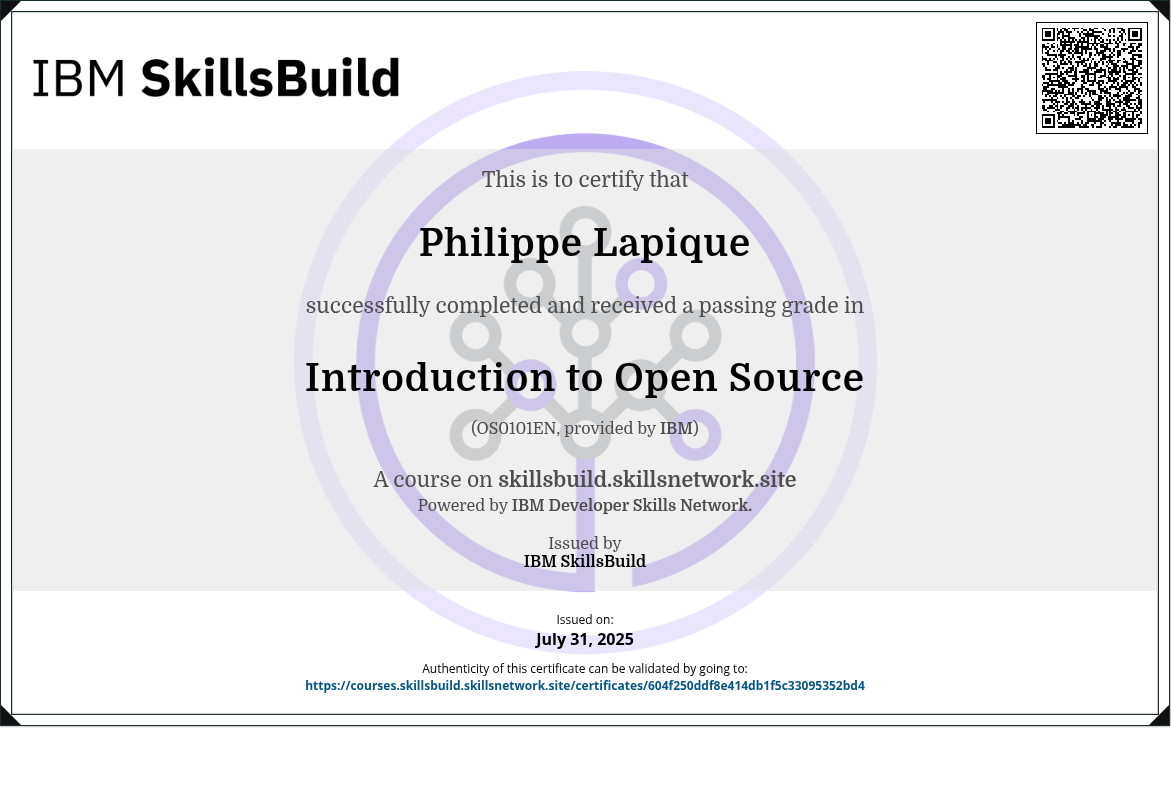 IBM SkillsBuild
This is to certify that
Philippe Lapique
successfully completed and received a passing grade in
Introduction to Open Source
(OS0101EN, provided by IBM)
A course on skillsbuild.skillsnetwork.site
Powered by IBM Developer Skills Network.
Issued by
IBM SkillsBuild
Issued on:
July 31, 2025
Authenticity of this certificate can be validated by going to:
https://courses.skillsbuild.skillsnetwork.site/certificates/604f250ddf8e414db1f5c33095352bd4